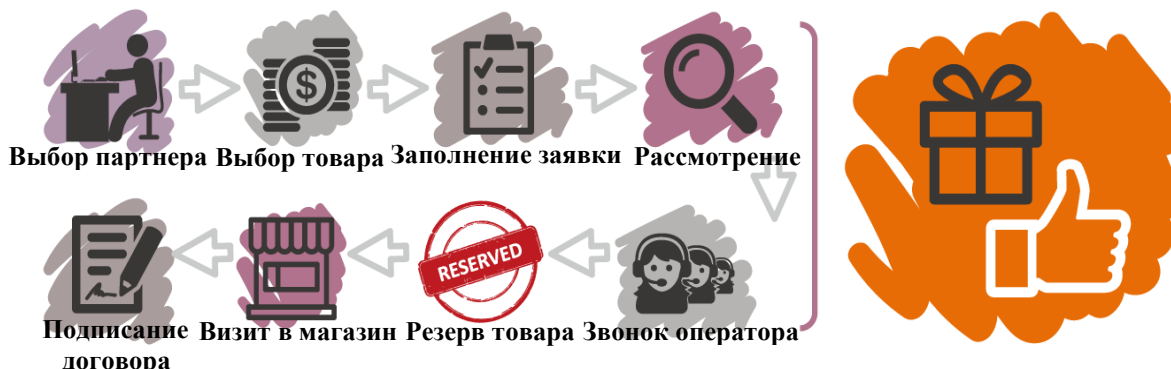 $
Выбор партнера
Выбор товара
Заполнение заявки
Рассмотрение
RESERVED
Звонок оператора
Резерв товара
Визит в магазин
Подписание
договора